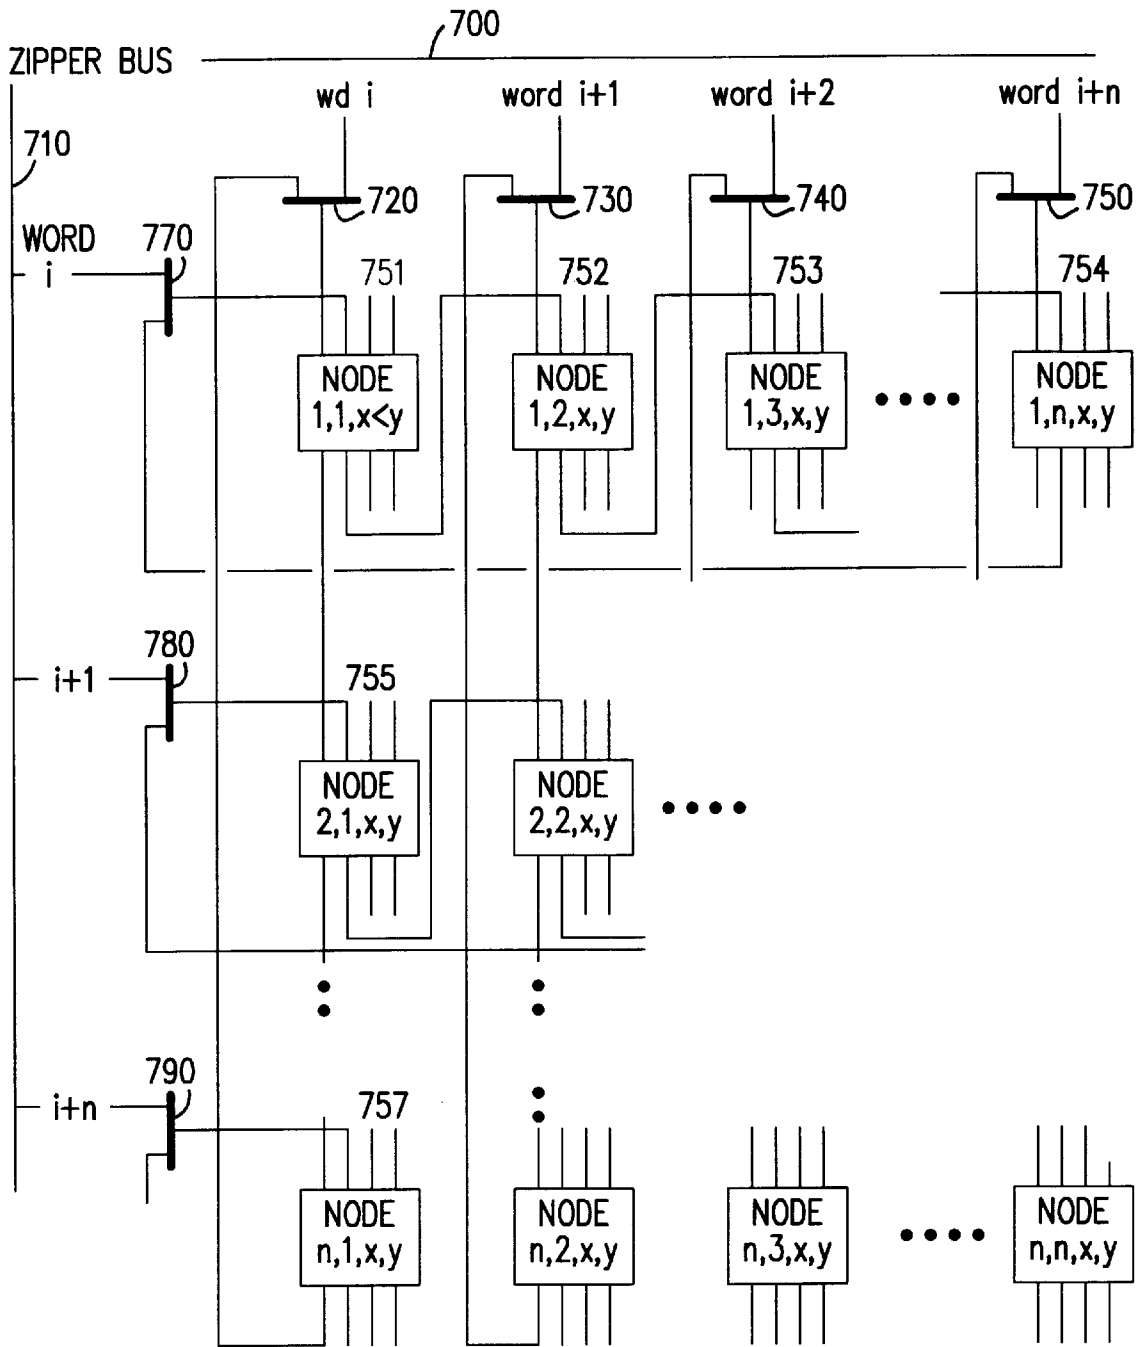 700
ZIPPER BUS
wd i
word i+1
word i+2
word i+n
710
720
730
740
750
WORD
i
770
751
752
753
754
NODE
1,1,x<y
NODE
1,2,x,y
NODE
1,3,x,y
NODE
1,n,x,y
780
i+1
755
NODE
2,1,x,y
NODE
2,2,x,y
790
i+n
757
NODE
n,1,x,y
NODE
n,2,x,y
NODE
n,3,x,y
NODE
n,n,x,y